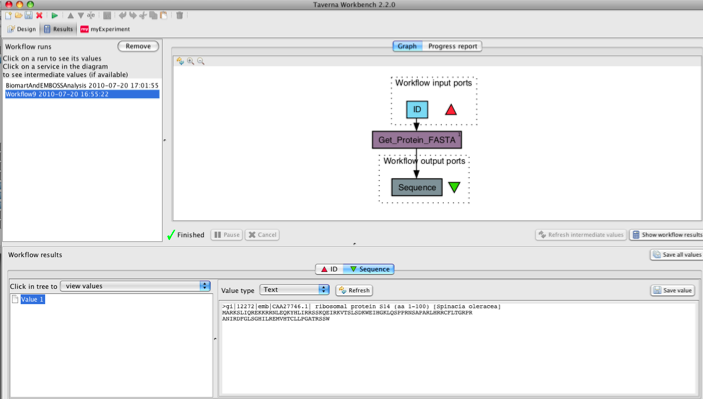 Taverna Workbench 2.2.0
Design Results myExperiment
Workflow runs Remove
Click on a run to see its values
Click on a service in the diagram
to see intermediate values (if available)
BiomartAndEMBOSSAnalysis 2010-07-20 17:01:55
Workflow9 2010-07-20 16:55:22
Graph Progress report
Workflow input ports
ID
Get_Protein_FASTA
Workflow output ports
Sequence
Finished Pause Cancel Refresh intermediate values Show workflow results
Workflow results
Save all values
ID Sequence
Click in tree to view values
Value 1
Value type Text Refresh Save value
>gi|12272|emb|CAA27746.1| ribosomal protein S14 (aa 1-100) [Spinacia oleracea]
MARKSLIQREKKRRNLEQKYHLIRRSSKQEIRKVTSLSDKWEIHGKLQSPPRNSAPARLHRRCFLTGRPR
ANIRDFGLSGHILREMVHTCLLPGATRSSW